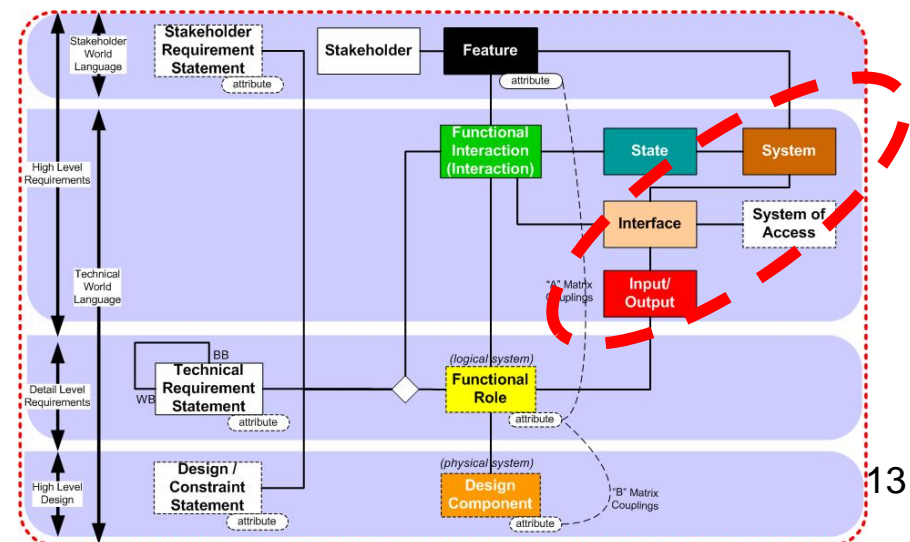 Stakeholder
World
Language
Stakeholder
Requirement
Statement
attribute
Stakeholder
Feature
attribute
High Level
Requirements
Technical
World
Language
Functional
Interaction
(Interaction)
State
System
Interface
System of
Access
"A" Matrix
Couplings
Input/
Output
Detail Level
Requirements
BB
WB
Technical
Requirement
Statement
attribute
(logical system)
Functional
Role
attribute
High Level
Design
Design /
Constraint
Statement
attribute
(physical system)
Design
Component
attribute
"B" Matrix
Couplings
13